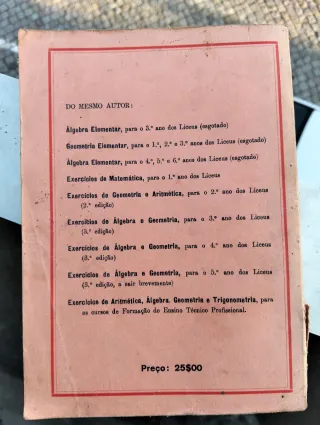 DO MESMO AUTOR:
Álgebra Elementar, para o 3.º ano dos Liceus (esgotado)
Geometria Elementar, para o 1.º, 2.º e 3.º anos dos Liceus (esgotado)
Álgebra Elementar, para o 4.º, 5.º e 6.º anos dos Liceus (esgotado)
Exercícios de Matemática, para o 1.º ano dos Liceus
Exercícios de Geometria e Aritmética, para o 2.º ano dos Liceus
(2.ª edição)
Exercícios de Álgebra e Geometria, para o 3.º ano dos Liceus
(5.ª edição)
Exercícios de Álgebra e Geometria, para o 4.º ano dos Liceus
(3.ª edição)
Exercícios de Álgebra e Geometria, para o 5.º ano dos Liceus
(3.ª edição, a sair brevemente)
Exercícios de Aritmética, Álgebra, Geometria e Trigonometria, para
os cursos de Formação do Ensino Técnico Profissional.
Preço: 25$00